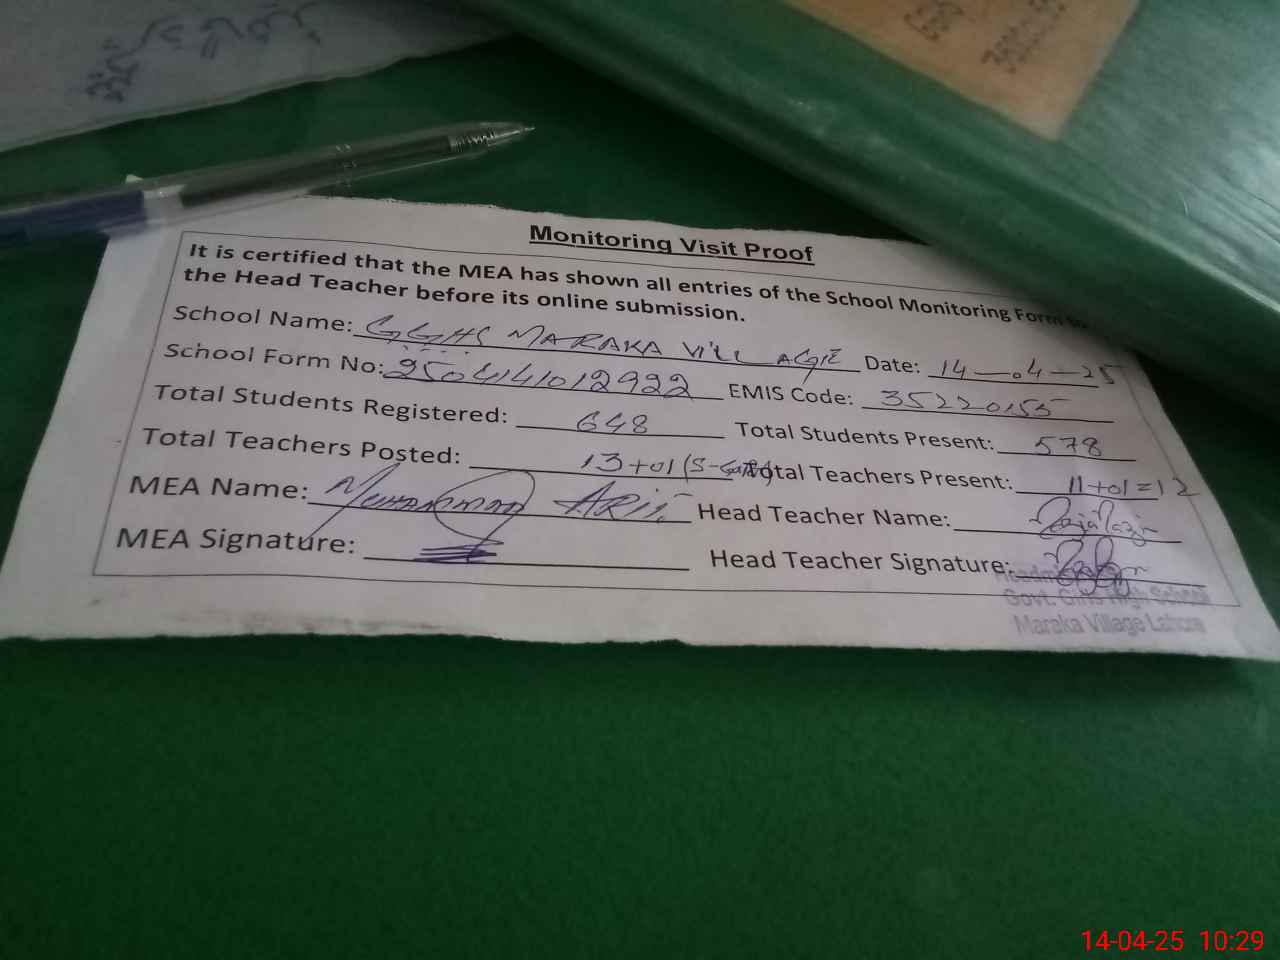 Monitoring Visit Proof
It is certified that the MEA has shown all entries of the School Monitoring Form to
the Head Teacher before its online submission.
School Name: GGHS MARAKA VILLAGE Date: 14-04-25
School Form No: 2504141012922 EMIS Code: 35220155
Total Students Registered: 648 Total Students Present: 578
Total Teachers Posted: 13+01 Total Teachers Present: 11+01=12
MEA Name: MUHAMMAD ARIF Head Teacher Name:
MEA Signature: Head Teacher Signature:
Govt. Girls High School
Maraka Village Lahore
14-04-25 10:29